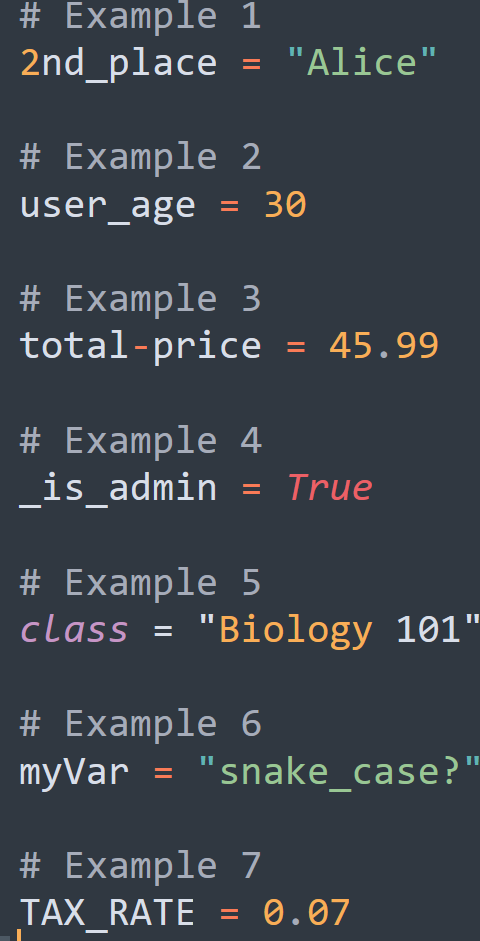 # Example 1
2nd_place = "Alice"
# Example 2
user_age = 30
# Example 3
total-price = 45.99
# Example 4
_is_admin = True
# Example 5
class = "Biology 101"
# Example 6
myVar = "snake_case?"
# Example 7
TAX_RATE = 0.07